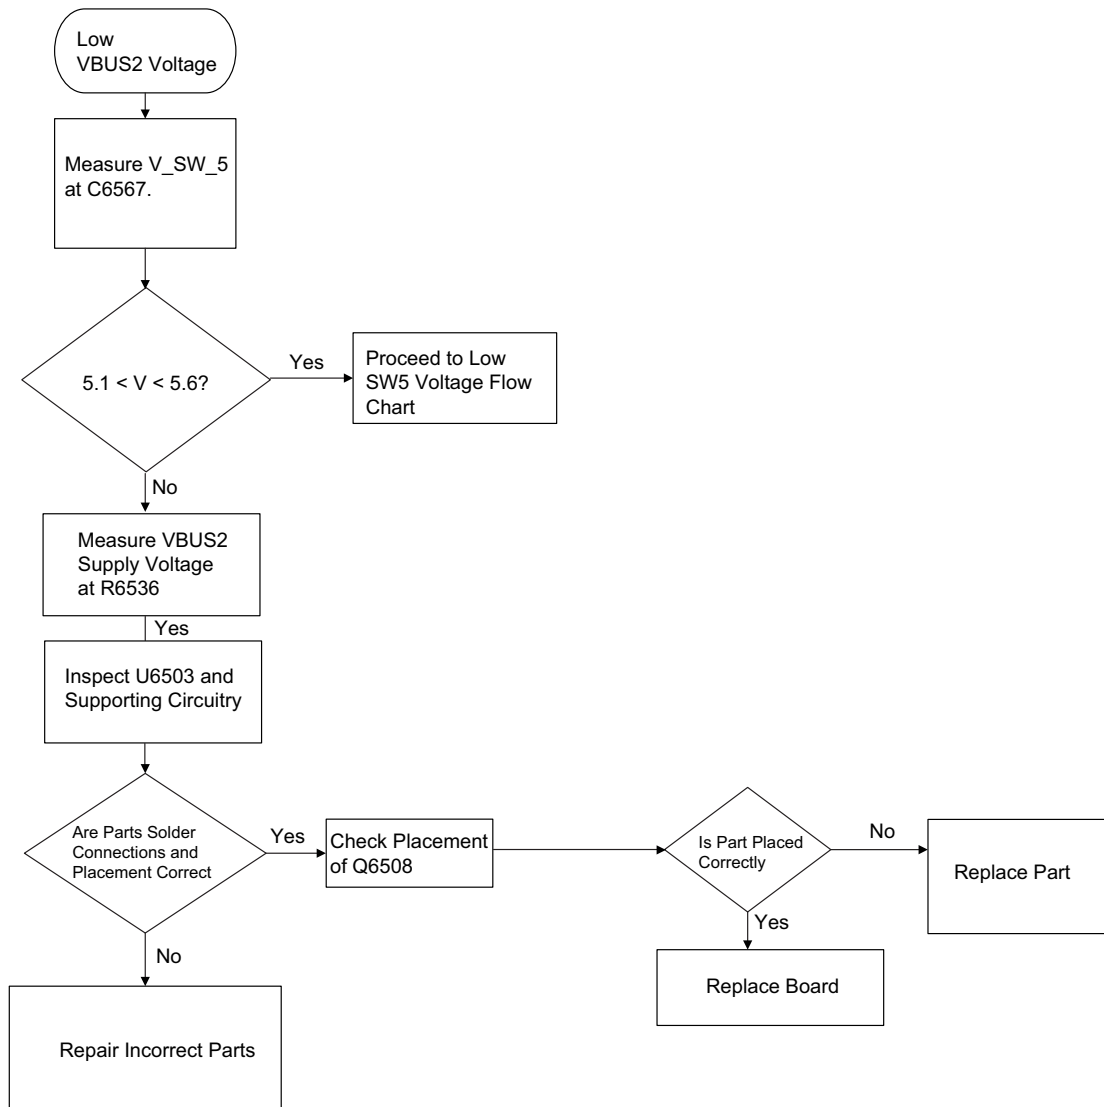 Low
VBUS2 Voltage
Measure V_SW_5
at C6567.
5.1 < V < 5.6?
Yes
Proceed to Low
SW5 Voltage Flow
Chart
No
Measure VBUS2
Supply Voltage
at R6536
Yes
Inspect U6503 and
Supporting Circuitry
Are Parts Solder
Connections and
Placement Correct
Yes
Check Placement
of Q6508
Is Part Placed
Correctly
No
Replace Part
Yes
Replace Board
No
Repair Incorrect Parts